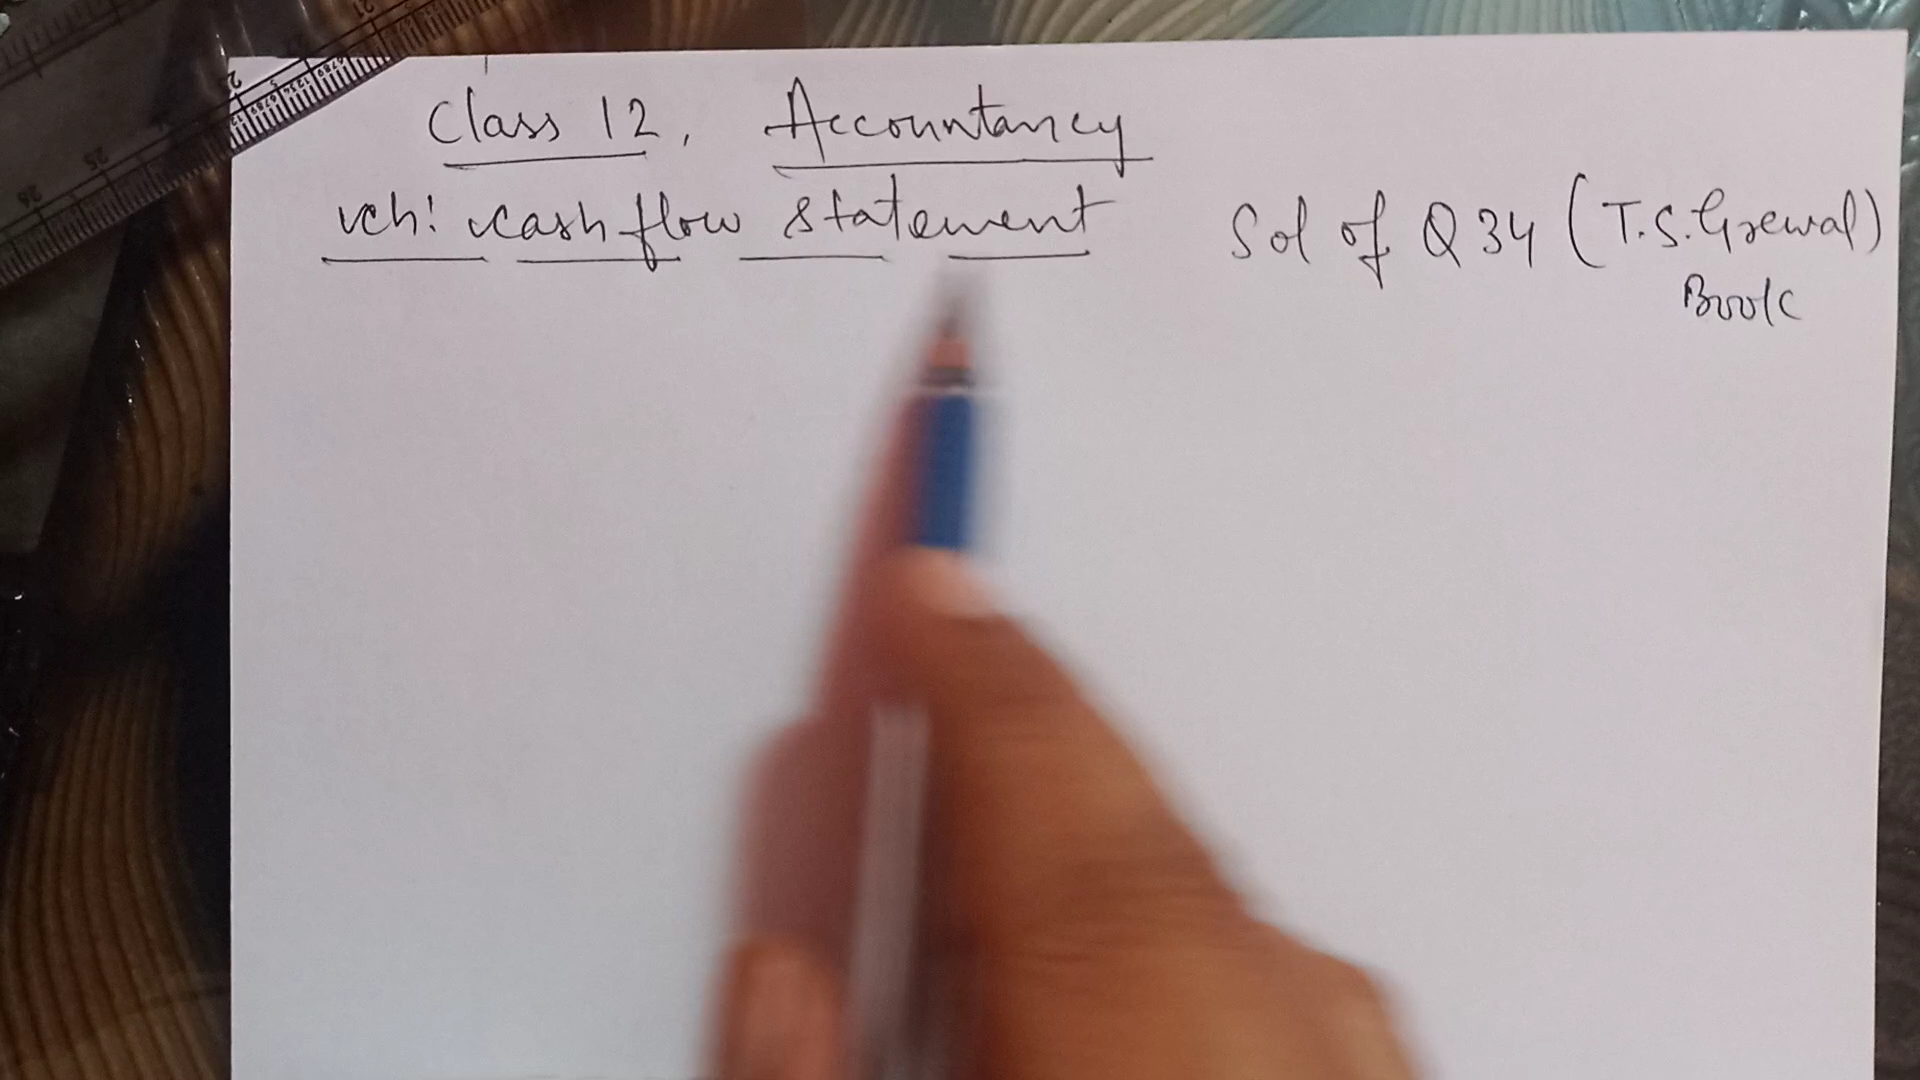 Class 12, Accountancy
ch: cash flow statement
Sol of Q 34 (T.S. Grewal)
Book